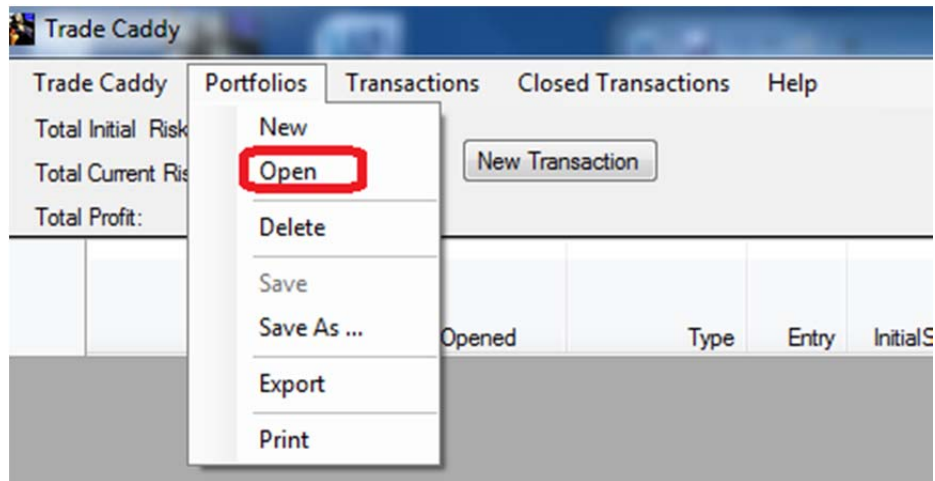 Trade Caddy
Trade Caddy Portfolios Transactions Closed Transactions Help
Total Initial Risk
Total Current Ris
Total Profit:
New
Open
Delete
Save
Save As ...
Export
Print
New Transaction
Opened Type Entry InitialS